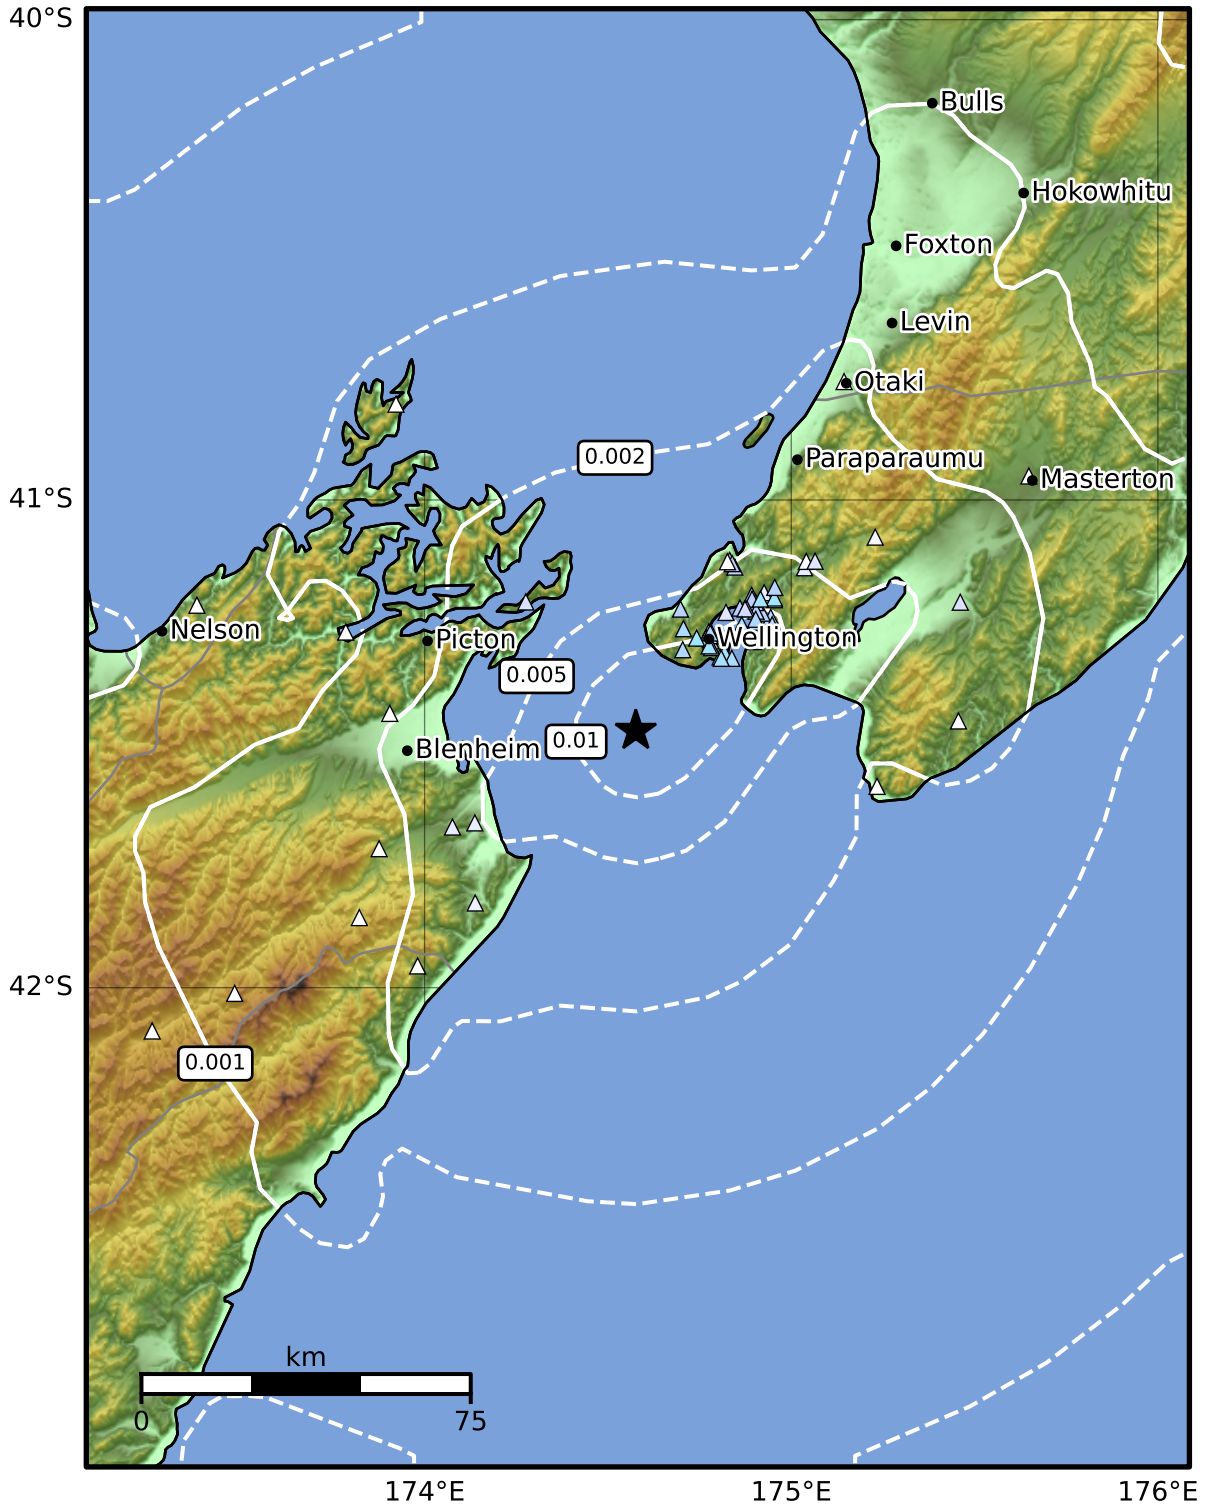 40°S
Bulls
Hokowhitu
Foxton
Levin
Otaki
0.002
Paraparaumu
Masterton
41°S
Nelson
Picton
Wellington
0.005
0.01
Blenheim
42°S
0.001
km
0
75
174°E
175°E
176°E